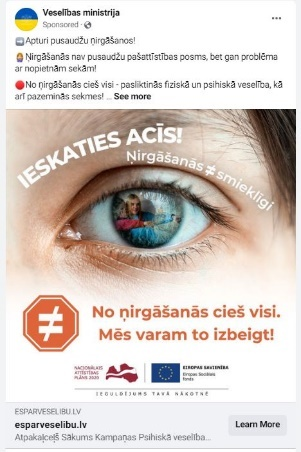 Veselības ministrija
Sponsored ·
Apturi pusaudžu ņirgāšanos!
Ņirgāšanās nav pusaudžu pašattīstības posms, bet gan problēma
ar nopietnām sekām!
No ņirgāšanās cieš visi - pasliktinās fiziskā un psihiskā veselība, kā
arī pazeminās sekmes! ... See more
IESKATIES ACĪS!
Ņirgāšanās ≠ smieklīgi
≠
No ņirgāšanās cieš visi.
Mēs varam to izbeigt!
NACIONĀLAIS
ATTĪSTĪBAS
PLĀNS 2020
EIROPAS SAVIENĪBA
Eiropas Sociālais
fonds
IEGULDĪJUMS TAVĀ NĀKOTNĒ
ESPARVESELIBU.LV
esparveselibu.lv
Atpakaļceļš Sākums Kampaņas Psihiskā veselība...
Learn More